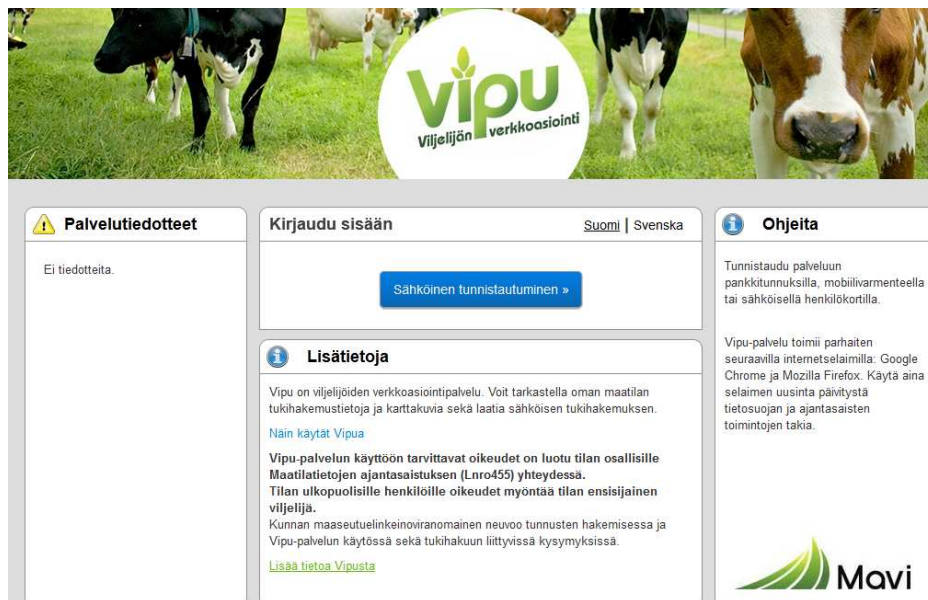 Vipu
Viljelijän verkkoasiointi
Palvelutiedotteet
Ei tiedotteita.
Kirjaudu sisään
Suomi | Svenska
Sähköinen tunnistautuminen »
Lisätietoja
Vipu on viljelijöiden verkkoasiointipalvelu. Voit tarkastella oman maatilan
tukihakemustietoja ja karttakuvia sekä laatia sähköisen tukihakemuksen.
Näin käytät Vipua
Vipu-palvelun käyttöön tarvittavat oikeudet on luotu tilan osallisille
Maatilatietojen ajantasaistuksen (Lnro455) yhteydessä.
Tilan ulkopuolisille henkilöille oikeudet myöntää tilan ensisijainen
viljelijä.
Kunnan maaseutuelinkeinoviranomainen neuvoo tunnusten hakemisessa ja
Vipu-palvelun käytössä sekä tukihakuun liittyvissä kysymyksissä.
Lisää tietoa Vipusta
Ohjeita
Tunnistaudu palveluun
pankkitunnuksilla, mobiilivarmenteella
tai sähköisellä henkilökortilla.
Vipu-palvelu toimii parhaiten
seuraavilla internetselaimilla: Google
Chrome ja Mozilla Firefox. Käytä aina
selaimen uusinta päivitystä
tietosuojan ja ajantasaisten
toimintojen takia.
Mavi